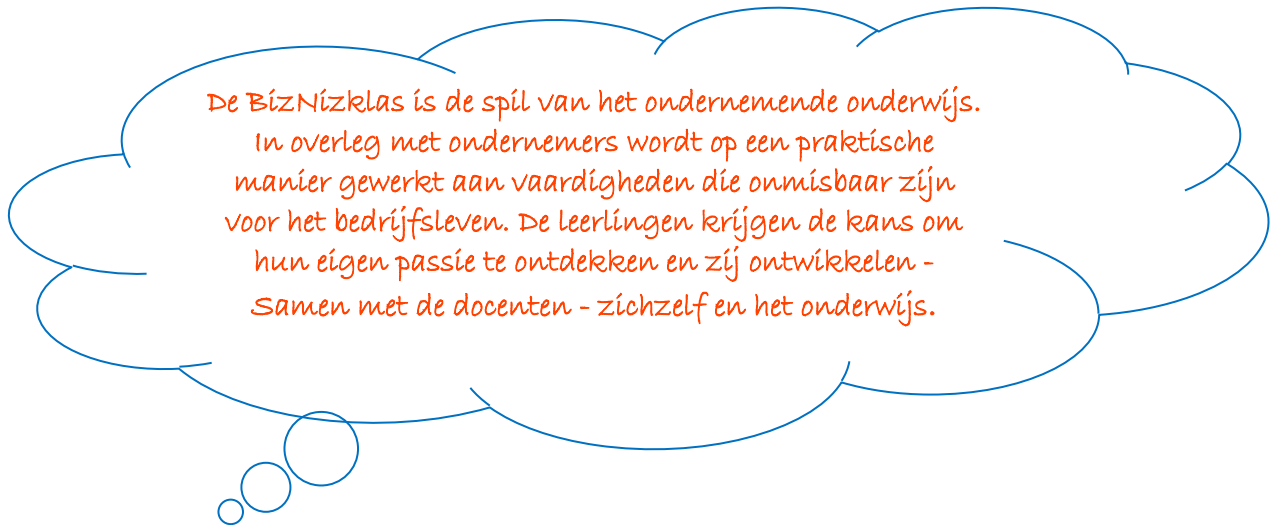 De BizNizklas is de spil van het ondernemende onderwijs.
In overleg met ondernemers wordt op een praktische
manier gewerkt aan vaardigheden die onmisbaar zijn
voor het bedrijfsleven. De leerlingen krijgen de kans om
hun eigen passie te ontdekken en zij ontwikkelen -
Samen met de docenten - zichzelf en het onderwijs.